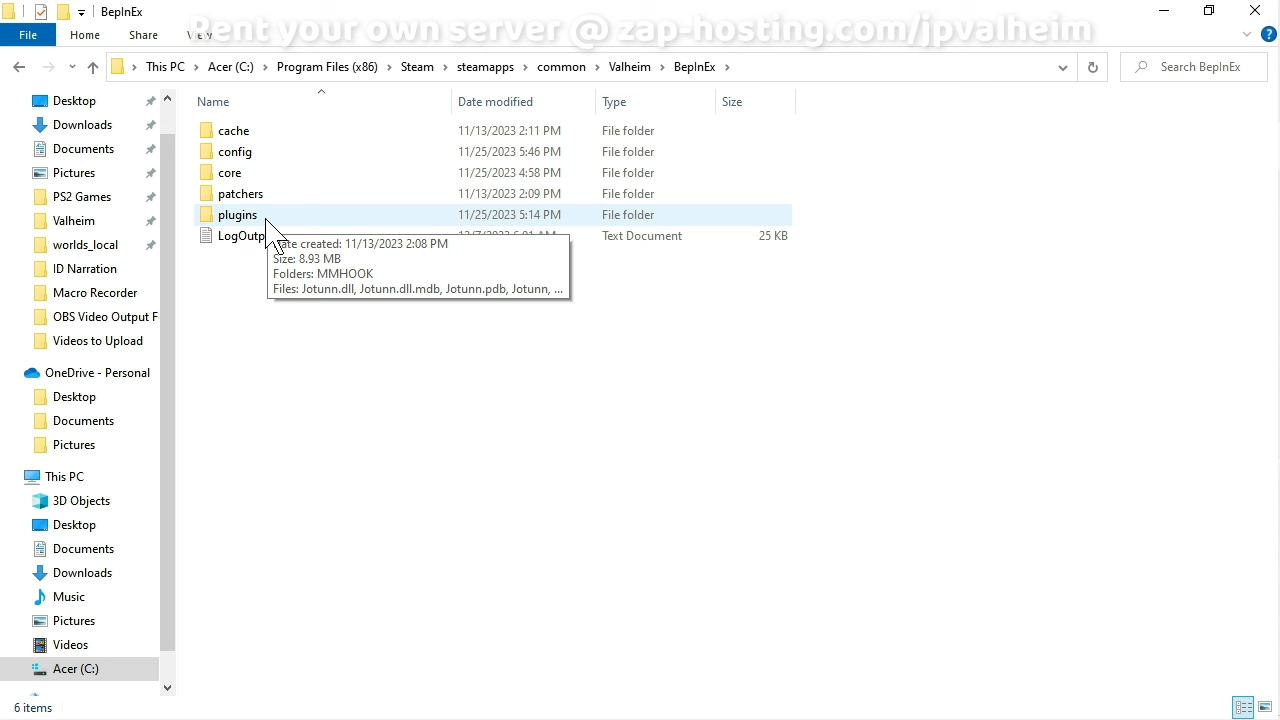 BepInEx
Rent your own server @ zap-hosting.com/jpvalheim
File Home Share View
This PC Acer (C:) Program Files (x86) Steam steamapps common Valheim BepInEx
Search BepInEx
Name Date modified Type Size
cache 11/13/2023 2:11 PM File folder
config 11/25/2023 5:46 PM File folder
core 11/25/2023 4:58 PM File folder
patchers 11/13/2023 2:09 PM File folder
plugins 11/25/2023 5:14 PM File folder
Text Document 25 KB
created: 11/13/2023 2:08 PM
Size: 8.93 MB
Folders: MMHOOK
Files: Jotunn.dll, Jotunn.dll.mdb, Jotunn.pdb, Jotunn, ...
Desktop
Downloads
Documents
Pictures
PS2 Games
Valheim
worlds_local
ID Narration
Macro Recorder
OBS Video Output F
Videos to Upload
OneDrive - Personal
Desktop
Documents
Pictures
This PC
3D Objects
Desktop
Documents
Downloads
Music
Pictures
Videos
Acer (C:)
6 items